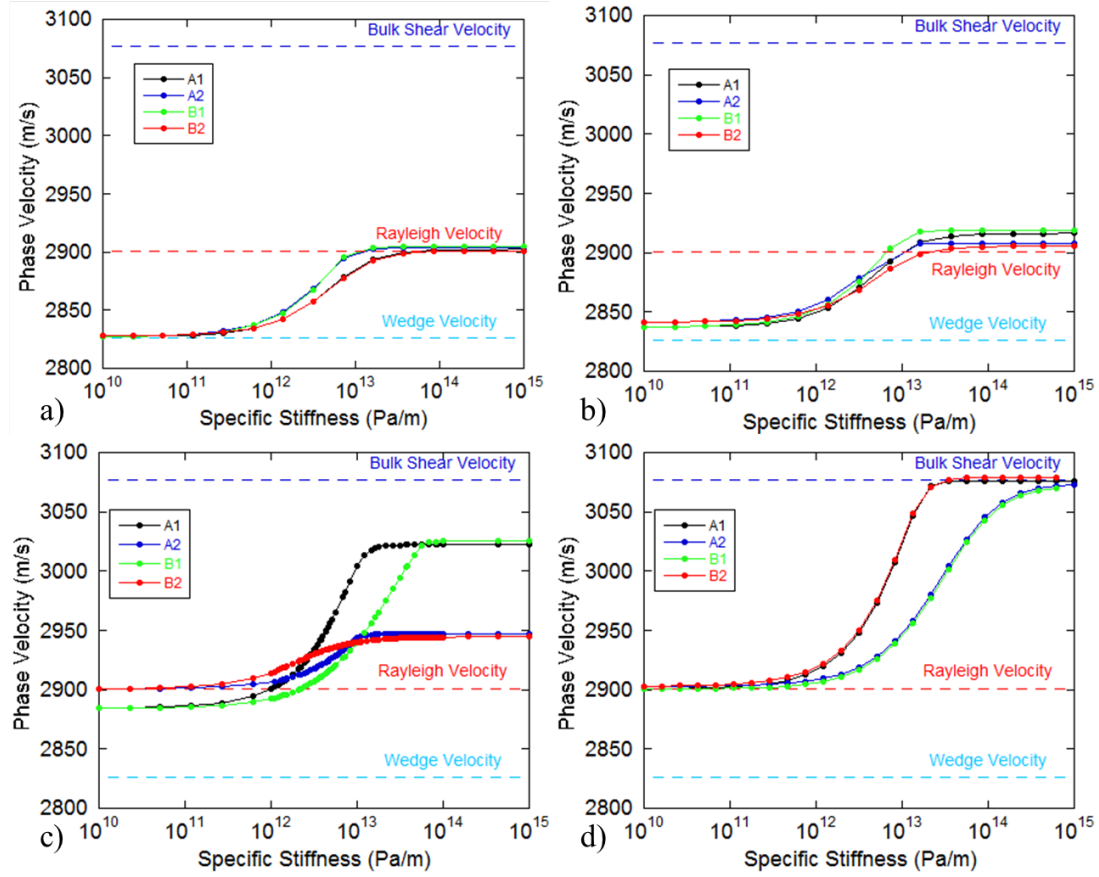 3100
3050
3000
2950
2900
2850
2800
Phase Velocity (m/s)
Bulk Shear Velocity
A1
A2
B1
B2
Rayleigh Velocity
Wedge Velocity
10^10 10^11 10^12 10^13 10^14 10^15
Specific Stiffness (Pa/m)
a)
3100
3050
3000
2950
2900
2850
2800
Phase Velocity (m/s)
Bulk Shear Velocity
A1
A2
B1
B2
Rayleigh Velocity
Wedge Velocity
10^10 10^11 10^12 10^13 10^14 10^15
Specific Stiffness (Pa/m)
b)
3100
3050
3000
2950
2900
2850
2800
Phase Velocity (m/s)
Bulk Shear Velocity
A1
A2
B1
B2
Rayleigh Velocity
Wedge Velocity
10^10 10^11 10^12 10^13 10^14 10^15
Specific Stiffness (Pa/m)
c)
3100
3050
3000
2950
2900
2850
2800
Phase Velocity (m/s)
Bulk Shear Velocity
A1
A2
B1
B2
Rayleigh Velocity
Wedge Velocity
10^10 10^11 10^12 10^13 10^14 10^15
Specific Stiffness (Pa/m)
d)